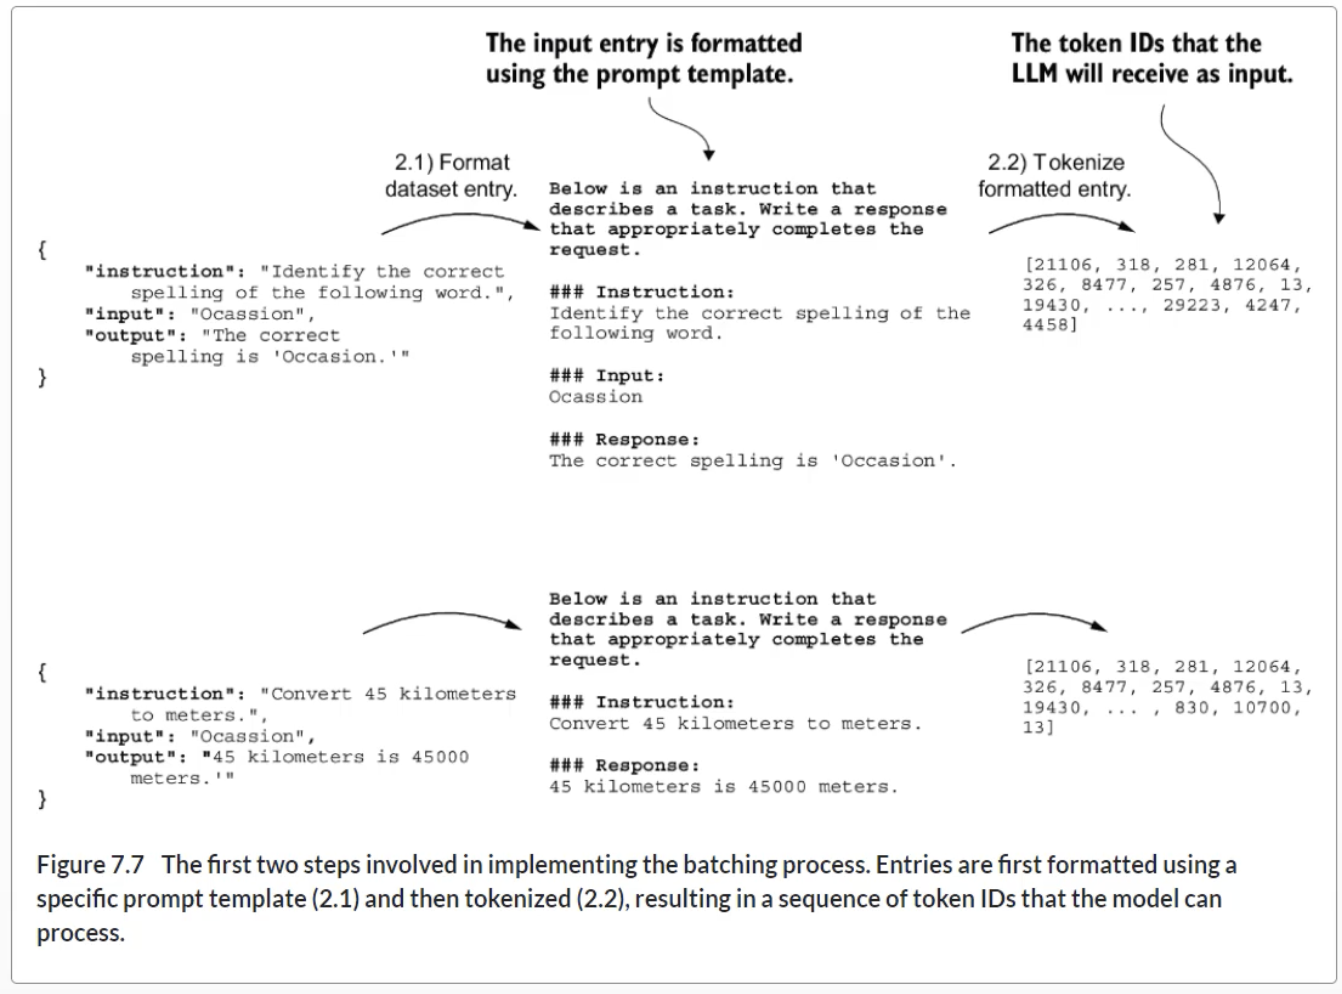 The input entry is formatted
using the prompt template.
The token IDs that the
LLM will receive as input.
2.1) Format
dataset entry.
2.2) Tokenize
formatted entry.
{
"instruction": "Identify the correct
spelling of the following word.",
"input": "Ocassion",
"output": "The correct
spelling is 'Occasion.'"
}
Below is an instruction that
describes a task. Write a response
that appropriately completes the
request.
### Instruction:
Identify the correct spelling of the
following word.
### Input:
Ocassion
### Response:
The correct spelling is 'Occasion'.
[21106, 318, 281, 12064,
326, 8477, 257, 4876, 13,
19430, ..., 29223, 4247,
4458]
{
"instruction": "Convert 45 kilometers
to meters.",
"input": "Ocassion",
"output": "45 kilometers is 45000
meters.'"
}
Below is an instruction that
describes a task. Write a response
that appropriately completes the
request.
### Instruction:
Convert 45 kilometers to meters.
### Response:
45 kilometers is 45000 meters.
[21106, 318, 281, 12064,
326, 8477, 257, 4876, 13,
19430, ... , 830, 10700,
13]
Figure 7.7 The first two steps involved in implementing the batching process. Entries are first formatted using a
specific prompt template (2.1) and then tokenized (2.2), resulting in a sequence of token IDs that the model can
process.